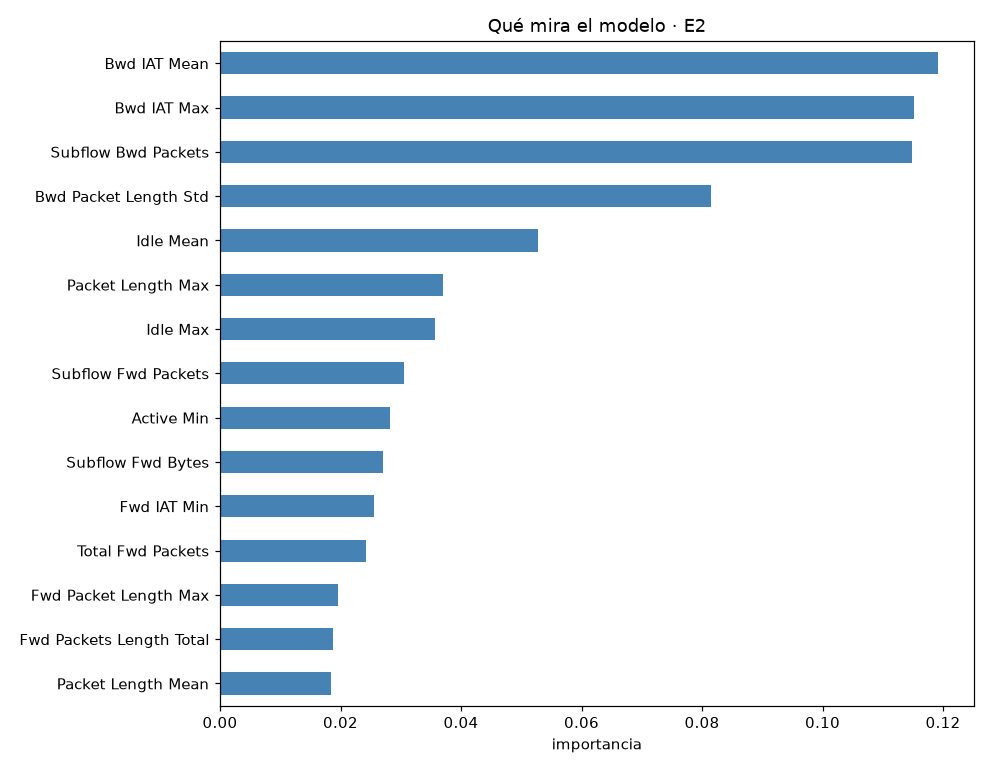 Qué mira el modelo · E2
Bwd IAT Mean
Bwd IAT Max
Subflow Bwd Packets
Bwd Packet Length Std
Idle Mean
Packet Length Max
Idle Max
Subflow Fwd Packets
Active Min
Subflow Fwd Bytes
Fwd IAT Min
Total Fwd Packets
Fwd Packet Length Max
Fwd Packets Length Total
Packet Length Mean
0.00 0.02 0.04 0.06 0.08 0.10 0.12
importancia